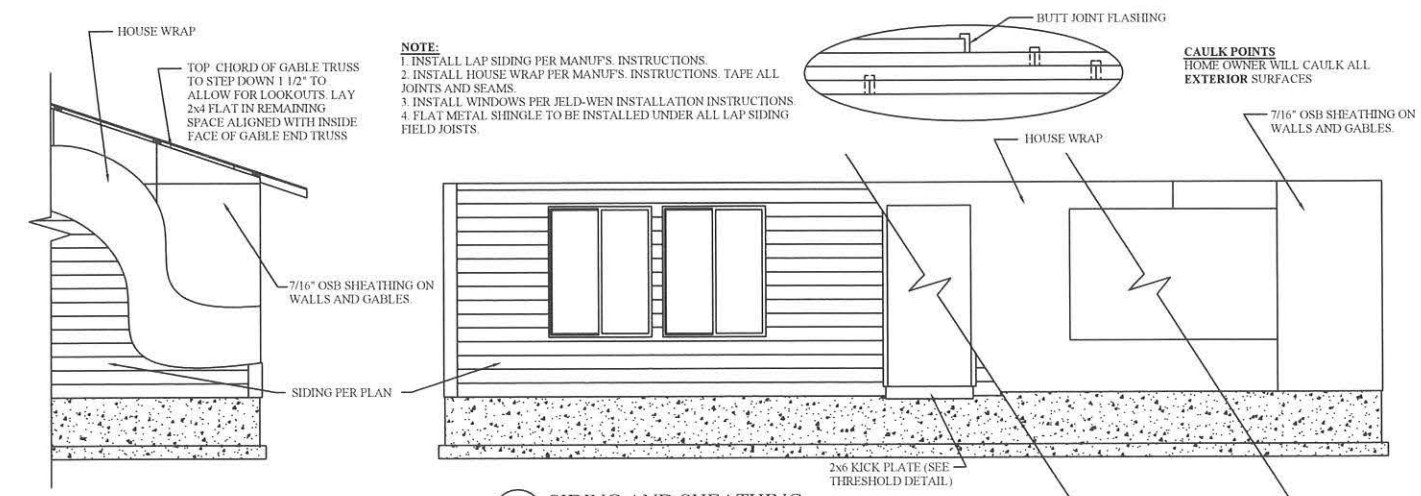 HOUSE WRAP
TOP CHORD OF GABLE TRUSS
TO STEP DOWN 1 1/2" TO
ALLOW FOR LOOKOUTS. LAY
2x4 FLAT IN REMAINING
SPACE ALIGNED WITH INSIDE
FACE OF GABLE END TRUSS
NOTE:
1. INSTALL LAP SIDING PER MANUF'S. INSTRUCTIONS.
2. INSTALL HOUSE WRAP PER MANUF'S. INSTRUCTIONS. TAPE ALL
JOINTS AND SEAMS.
3. INSTALL WINDOWS PER JELD-WEN INSTALLATION INSTRUCTIONS.
4. FLAT METAL SHINGLE TO BE INSTALLED UNDER ALL LAP SIDING
FIELD JOISTS.
BUTT JOINT FLASHING
CAULK POINTS
HOME OWNER WILL CAULK ALL
EXTERIOR SURFACES
7/16" OSB SHEATHING ON
WALLS AND GABLES.
HOUSE WRAP
7/16" OSB SHEATHING ON
WALLS AND GABLES.
SIDING PER PLAN
2x6 KICK PLATE (SEE
THRESHOLD DETAIL)
SIDING AND SHEATHING